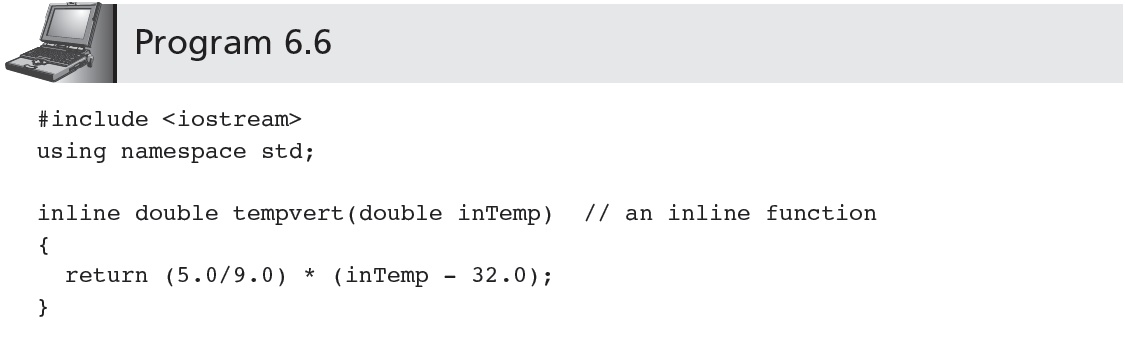 Program 6.6
#include <iostream>
using namespace std;
inline double tempvert(double inTemp)  // an inline function
{
  return (5.0/9.0) * (inTemp – 32.0);
}